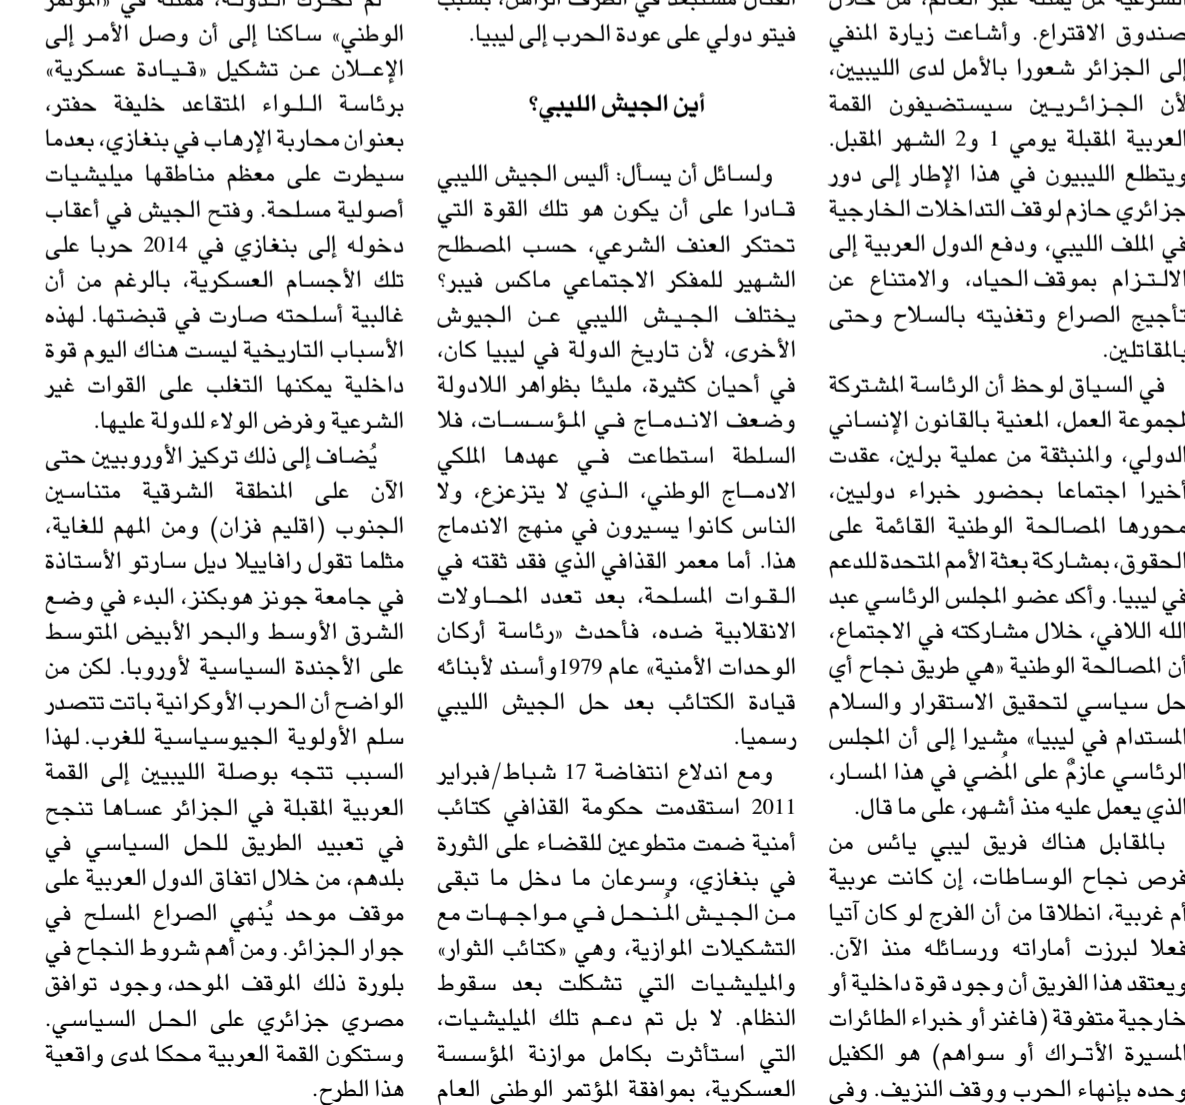 صندوق الاقتراع. وأشاعت زيارة المنفي
إلى الجزائر شعورا بالأمل لدى الليبيين،
لأن الجزائريين سيستضيفون القمة
العربية المقبلة يومي 1 و2 الشهر المقبل.
ويتطلع الليبيون في هذا الإطار إلى دور
جزائري حازم لوقف التداخلات الخارجية
في الملف الليبي، ودفع الدول العربية إلى
الالتزام بموقف الحياد، والامتناع عن
تأجيج الصراع وتغذيته بالسلاح وحتى
بالمقاتلين.
في السياق لوحظ أن الرئاسة المشتركة
لمجموعة العمل، المعنية بالقانون الإنساني
الدولي، والمنبثقة من عملية برلين، عقدت
أخيرا اجتماعا بحضور خبراء دوليين،
محورها المصالحة الوطنية القائمة على
الحقوق، بمشاركة بعثة الأمم المتحدة للدعم
في ليبيا. وأكد عضو المجلس الرئاسي عبد
الله اللافي، خلال مشاركته في الاجتماع،
أن المصالحة الوطنية «هي طريق نجاح أي
حل سياسي لتحقيق الاستقرار والسلام
المستدام في ليبيا» مشيرا إلى أن المجلس
الرئاسي عازمٌ على المُضي في هذا المسار،
الذي يعمل عليه منذ أشهر، على ما قال.
بالمقابل هناك فريق ليبي يائس من
فرص نجاح الوساطات، إن كانت عربية
أم غربية، انطلاقا من أن الفرج لو كان آتيا
فعلا لبرزت أماراته ورسائله منذ الآن.
ويعتقد هذا الفريق أن وجود قوة داخلية أو
خارجية متفوقة (فاغنر أو خبراء الطائرات
المسيرة الأتراك أو سواهم) هو الكفيل
وحده بإنهاء الحرب ووقف النزيف. وفي
القتال مستبعد في الظرف الراهن، بسبب
فيتو دولي على عودة الحرب إلى ليبيا.
أين الجيش الليبي؟
ولسائل أن يسأل: أليس الجيش الليبي
قادرا على أن يكون هو تلك القوة التي
تحتكر العنف الشرعي، حسب المصطلح
الشهير للمفكر الاجتماعي ماكس فيبر؟
يختلف الجيش الليبي عن الجيوش
الأخرى، لأن تاريخ الدولة في ليبيا كان،
في أحيان كثيرة، مليئا بظواهر اللادولة
وضعف الاندماج في المؤسسات، فلا
السلطة استطاعت في عهدها الملكي
الادماج الوطني، الذي لا يتزعزع، ولا
الناس كانوا يسيرون في منهج الاندماج
هذا. أما معمر القذافي الذي فقد ثقته في
القوات المسلحة، بعد تعدد المحاولات
الانقلابية ضده، فأحدث «رئاسة أركان
الوحدات الأمنية» عام 1979وأسند لأبنائه
قيادة الكتائب بعد حل الجيش الليبي
رسميا.
ومع اندلاع انتفاضة 17 شباط/فبراير
2011 استقدمت حكومة القذافي كتائب
أمنية ضمت متطوعين للقضاء على الثورة
في بنغازي، وسرعان ما دخل ما تبقى
من الجيش المُنحل في مواجهات مع
التشكيلات الموازية، وهي «كتائب الثوار»
والميليشيات التي تشكلت بعد سقوط
النظام. لا بل تم دعم تلك الميليشيات،
التي استأثرت بكامل موازنة المؤسسة
العسكرية، بموافقة المؤتمر الوطني العام
لم تحرك الدولة، ممثلة في «المؤتمر
الوطني» ساكنا إلى أن وصل الأمر إلى
الإعلان عن تشكيل «قيادة عسكرية»
برئاسة اللواء المتقاعد خليفة حفتر،
بعنوان محاربة الإرهاب في بنغازي، بعدما
سيطرت على معظم مناطقها ميليشيات
أصولية مسلحة. وفتح الجيش في أعقاب
دخوله إلى بنغازي في 2014 حربا على
تلك الأجسام العسكرية، بالرغم من أن
غالبية أسلحته صارت في قبضتها. لهذه
الأسباب التاريخية ليست هناك اليوم قوة
داخلية يمكنها التغلب على القوات غير
الشرعية وفرض الولاء للدولة عليها.
يُضاف إلى ذلك تركيز الأوروبيين حتى
الآن على المنطقة الشرقية متناسين
الجنوب (اقليم فزان) ومن المهم للغاية،
مثلما تقول رافاييلا ديل سارتو الأستاذة
في جامعة جونز هوبكنز، البدء في وضع
الشرق الأوسط والبحر الأبيض المتوسط
على الأجندة السياسية لأوروبا. لكن من
الواضح أن الحرب الأوكرانية باتت تتصدر
سلم الأولوية الجيوسياسية للغرب. لهذا
السبب تتجه بوصلة الليبيين إلى القمة
العربية المقبلة في الجزائر عساها تنجح
في تعبيد الطريق للحل السياسي في
بلدهم، من خلال اتفاق الدول العربية على
موقف موحد يُنهي الصراع المسلح في
جوار الجزائر. ومن أهم شروط النجاح في
بلورة ذلك الموقف الموحد، وجود توافق
مصري جزائري على الحل السياسي.
وستكون القمة العربية محكا لمدى واقعية
هذا الطرح.